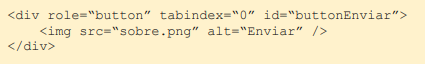 <div role=“button” tabindex=“0” id=“buttonEnviar”>
<img src=“sobre.png” alt=“Enviar” />
</div>